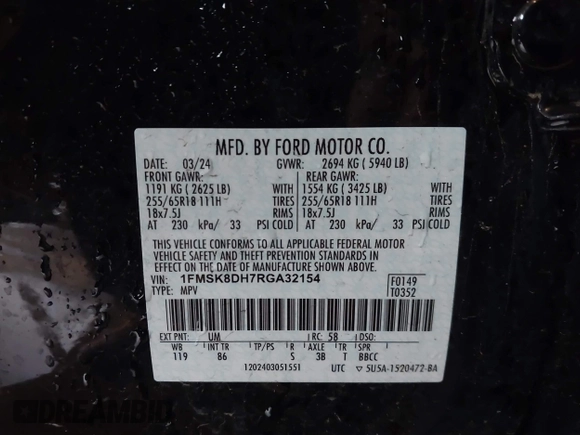 MFD. BY FORD MOTOR CO.
DATE: 03/24 GVWR: 2694 KG ( 5940 LB)
FRONT GAWR: REAR GAWR:
1191 KG ( 2625 LB) WITH 1554 KG ( 3425 LB) WITH
255/65R18 111H TIRES 255/65R18 111H TIRES
18x7.5J RIMS 18x7.5J RIMS
AT 230 kPa/ 33 PSI COLD AT 230 kPa/ 33 PSI COLD
THIS VEHICLE CONFORMS TO ALL APPLICABLE FEDERAL MOTOR
VEHICLE SAFETY AND THEFT PREVENTION STANDARDS IN
EFFECT ON THE DATE OF MANUFACTURE SHOWN ABOVE.
VIN: 1FMSK8DH7RGA32154 F0149
TYPE: MPV T0352
EXT PNT: UM RC: 58 DSO:
WB INT TR TP/PS R AXLE TR SPR
119 86 S 3B T BBCC
1202403051551 UTC ▽ 5U5A-1520472-BA
DREAMBID